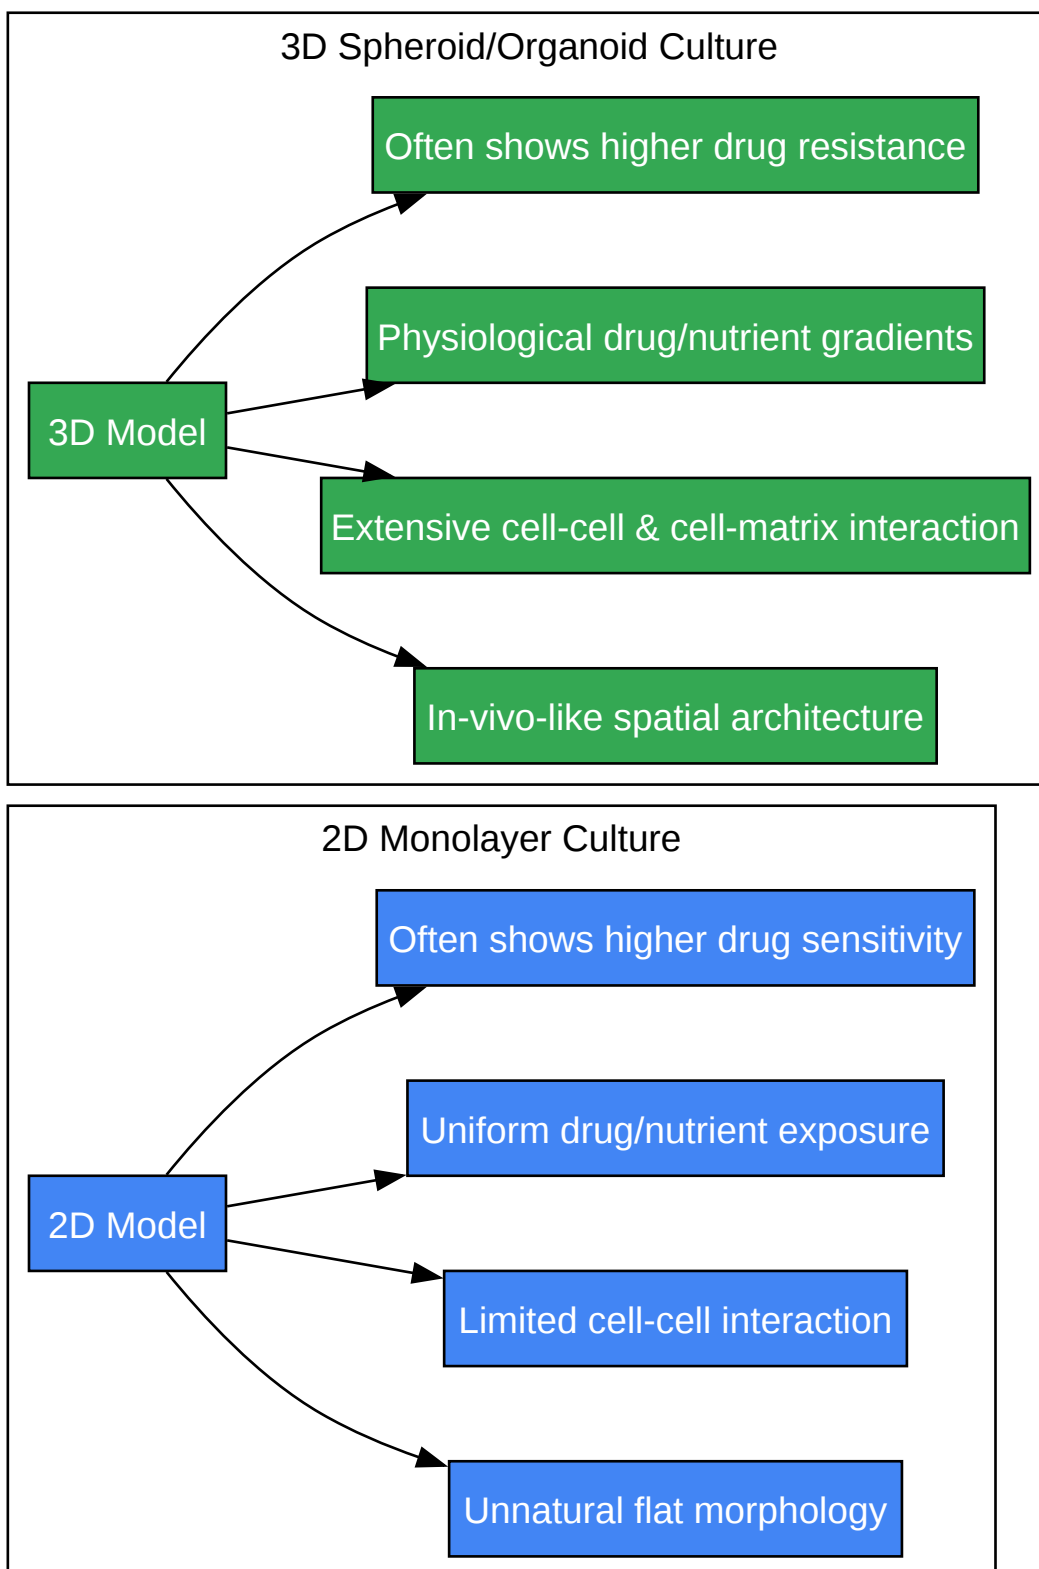 3D Spheroid/Organoid Culture
Often shows higher drug resistance
Physiological drug/nutrient gradients
3D Model
Extensive cell-cell & cell-matrix interaction
In-vivo-like spatial architecture
2D Monolayer Culture
Often shows higher drug sensitivity
Uniform drug/nutrient exposure
2D Model
Limited cell-cell interaction
Unnatural flat morphology